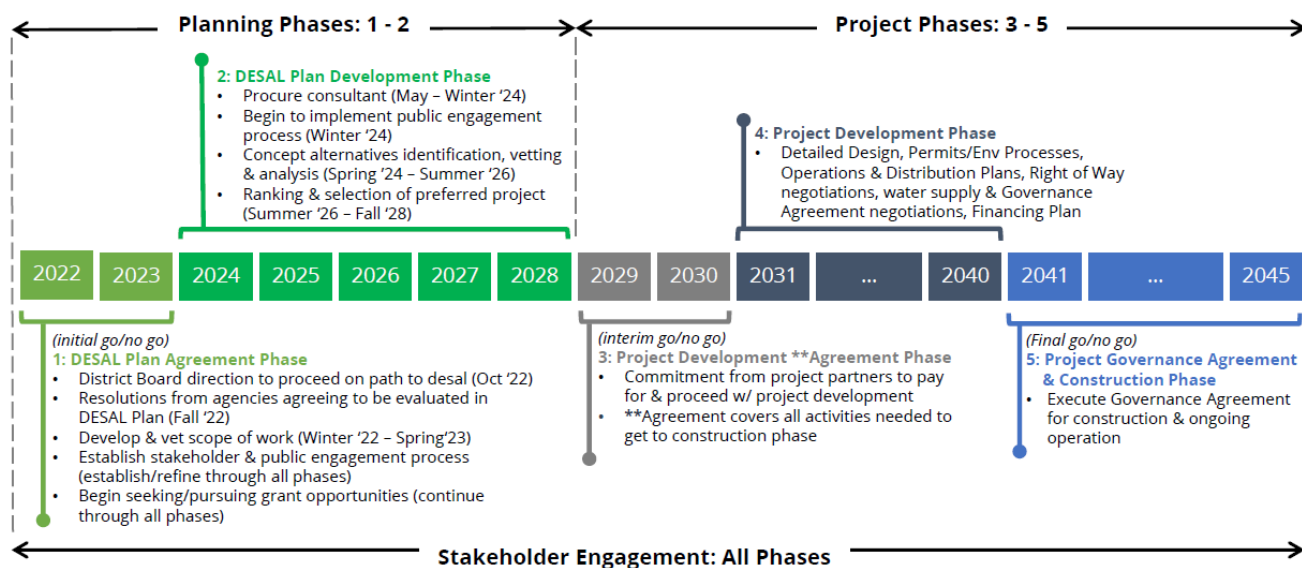 Planning Phases: 1 - 2
Project Phases: 3 - 5
2: DESAL Plan Development Phase
• Procure consultant (May – Winter ‘24)
• Begin to implement public engagement
process (Winter ‘24)
• Concept alternatives identification, vetting
& analysis (Spring ‘24 – Summer ‘26)
• Ranking & selection of preferred project
(Summer ‘26 – Fall ‘28)
4: Project Development Phase
• Detailed Design, Permits/Env Processes,
Operations & Distribution Plans, Right of Way
negotiations, water supply & Governance
Agreement negotiations, Financing Plan
2022 2023 2024 2025 2026 2027 2028 2029 2030 2031 ... 2040 2041 ... 2045
(initial go/no go)
1: DESAL Plan Agreement Phase
• District Board direction to proceed on path to desal (Oct ‘22)
• Resolutions from agencies agreeing to be evaluated in
DESAL Plan (Fall ‘22)
• Develop & vet scope of work (Winter ‘22 – Spring‘23)
• Establish stakeholder & public engagement process
(establish/refine through all phases)
• Begin seeking/pursuing grant opportunities (continue
through all phases)
(interim go/no go)
3: Project Development **Agreement Phase
• Commitment from project partners to pay
for & proceed w/ project development
• **Agreement covers all activities needed to
get to construction phase
(Final go/no go)
5: Project Governance Agreement
& Construction Phase
• Execute Governance Agreement
for construction & ongoing
operation
Stakeholder Engagement: All Phases